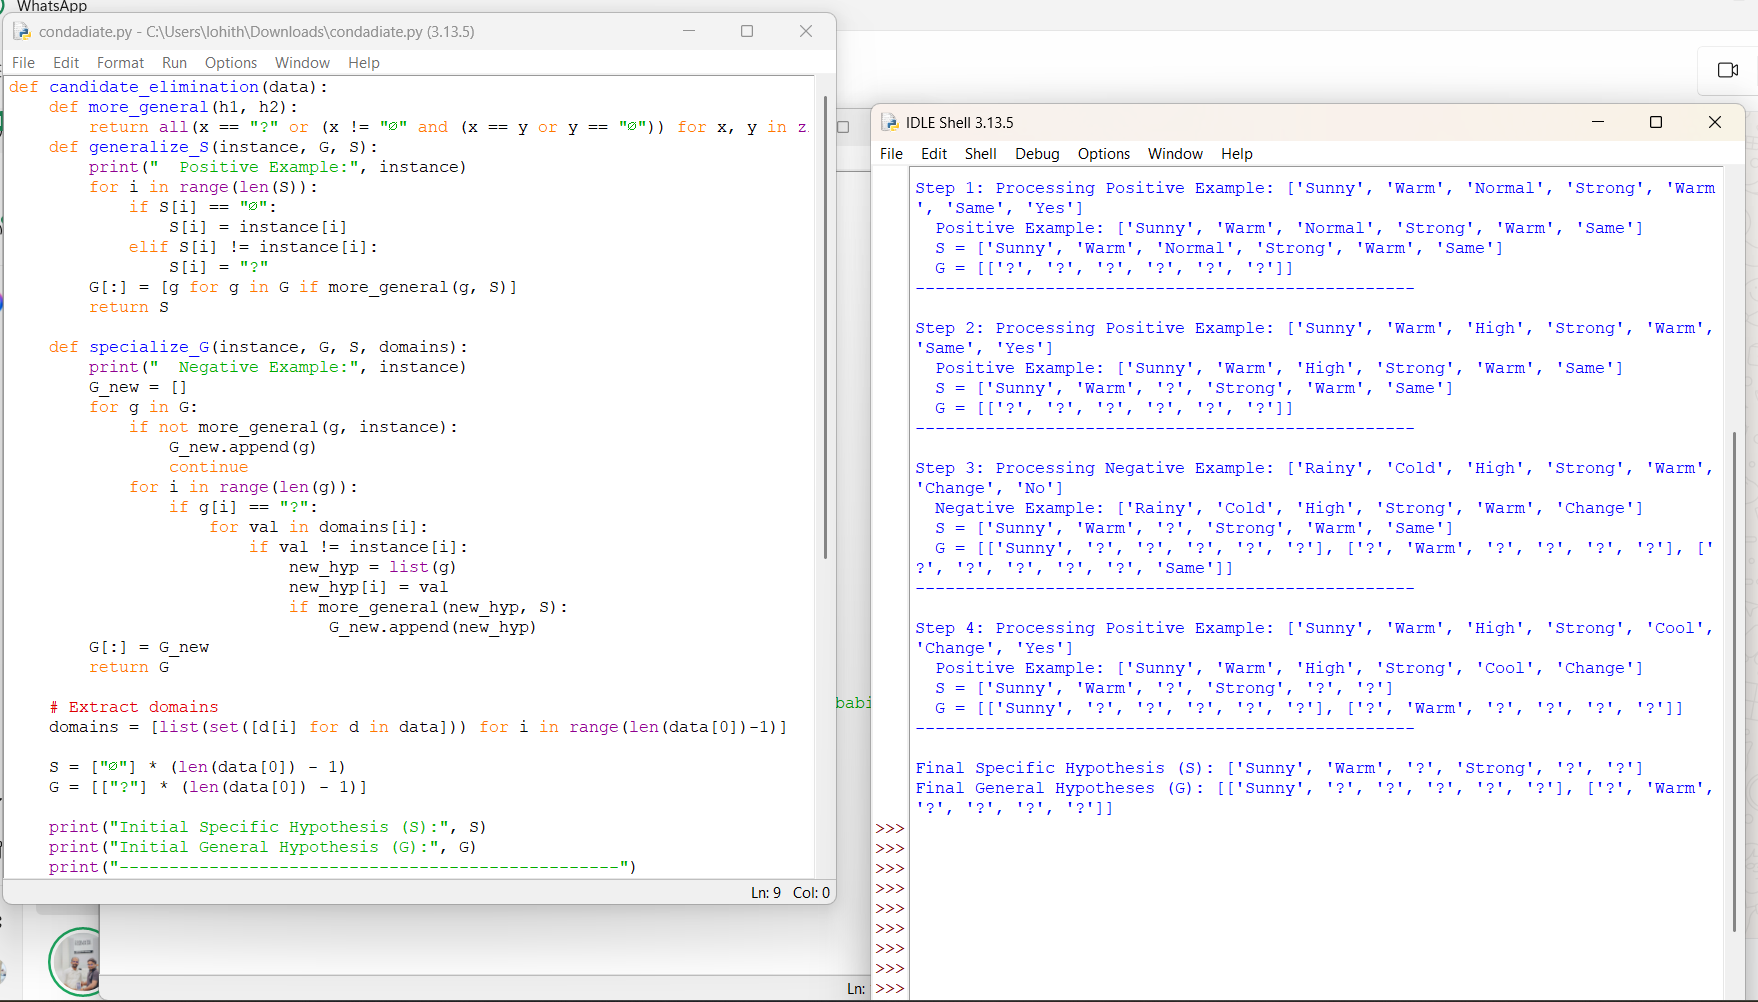 WhatsApp
condadiate.py - C:\Users\lohith\Downloads\condadiate.py (3.13.5)
File Edit Format Run Options Window Help
def candidate_elimination(data):
    def more_general(h1, h2):
        return all(x == "?" or (x != "∅" and (x == y or y == "∅")) for x, y in z
    def generalize_S(instance, G, S):
        print("  Positive Example:", instance)
        for i in range(len(S)):
            if S[i] == "∅":
                S[i] = instance[i]
            elif S[i] != instance[i]:
                S[i] = "?"
        G[:] = [g for g in G if more_general(g, S)]
        return S
    def specialize_G(instance, G, S, domains):
        print("  Negative Example:", instance)
        G_new = []
        for g in G:
            if not more_general(g, instance):
                G_new.append(g)
                continue
            for i in range(len(g)):
                if g[i] == "?":
                    for val in domains[i]:
                        if val != instance[i]:
                            new_hyp = list(g)
                            new_hyp[i] = val
                            if more_general(new_hyp, S):
                                G_new.append(new_hyp)
        G[:] = G_new
        return G
    # Extract domains
    domains = [list(set([d[i] for d in data])) for i in range(len(data[0])-1)]
    S = ["∅"] * (len(data[0]) - 1)
    G = [["?"] * (len(data[0]) - 1)]
    print("Initial Specific Hypothesis (S):", S)
    print("Initial General Hypothesis (G):", G)
    print("--------------------------------------------------")
Ln: 9 Col: 0
babi
Ln:
IDLE Shell 3.13.5
File Edit Shell Debug Options Window Help
Step 1: Processing Positive Example: ['Sunny', 'Warm', 'Normal', 'Strong', 'Warm
', 'Same', 'Yes']
  Positive Example: ['Sunny', 'Warm', 'Normal', 'Strong', 'Warm', 'Same']
  S = ['Sunny', 'Warm', 'Normal', 'Strong', 'Warm', 'Same']
  G = [['?', '?', '?', '?', '?', '?']]
--------------------------------------------------
Step 2: Processing Positive Example: ['Sunny', 'Warm', 'High', 'Strong', 'Warm',
'Same', 'Yes']
  Positive Example: ['Sunny', 'Warm', 'High', 'Strong', 'Warm', 'Same']
  S = ['Sunny', 'Warm', '?', 'Strong', 'Warm', 'Same']
  G = [['?', '?', '?', '?', '?', '?']]
--------------------------------------------------
Step 3: Processing Negative Example: ['Rainy', 'Cold', 'High', 'Strong', 'Warm',
'Change', 'No']
  Negative Example: ['Rainy', 'Cold', 'High', 'Strong', 'Warm', 'Change']
  S = ['Sunny', 'Warm', '?', 'Strong', 'Warm', 'Same']
  G = [['Sunny', '?', '?', '?', '?', '?'], ['?', 'Warm', '?', '?', '?', '?'], ['
?', '?', '?', '?', '?', 'Same']]
--------------------------------------------------
Step 4: Processing Positive Example: ['Sunny', 'Warm', 'High', 'Strong', 'Cool',
'Change', 'Yes']
  Positive Example: ['Sunny', 'Warm', 'High', 'Strong', 'Cool', 'Change']
  S = ['Sunny', 'Warm', '?', 'Strong', '?', '?']
  G = [['Sunny', '?', '?', '?', '?', '?'], ['?', 'Warm', '?', '?', '?', '?']]
--------------------------------------------------
Final Specific Hypothesis (S): ['Sunny', 'Warm', '?', 'Strong', '?', '?']
Final General Hypotheses (G): [['Sunny', '?', '?', '?', '?', '?'], ['?', 'Warm',
'?', '?', '?', '?']]
>>>
>>>
>>>
>>>
>>>
>>>
>>>
>>>
>>>